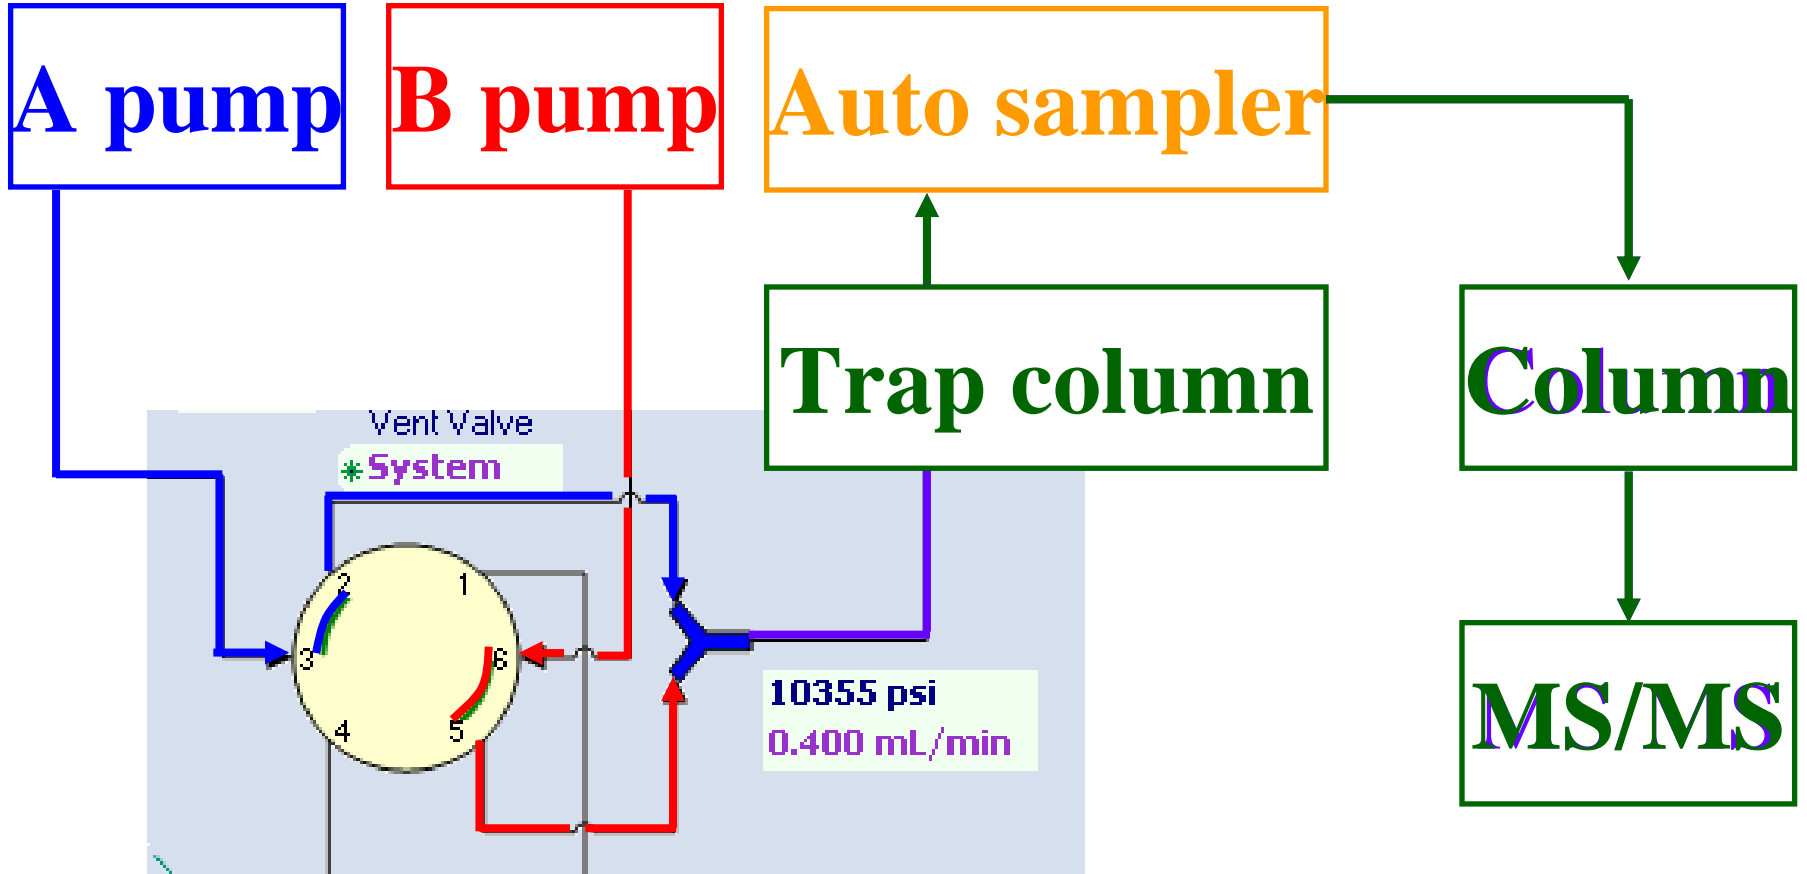 A pump
B pump
Auto sampler
Trap column
Column
MS/MS
Vent Valve
System
2
1
3
6
4
5
10355 psi
0.400 mL/min